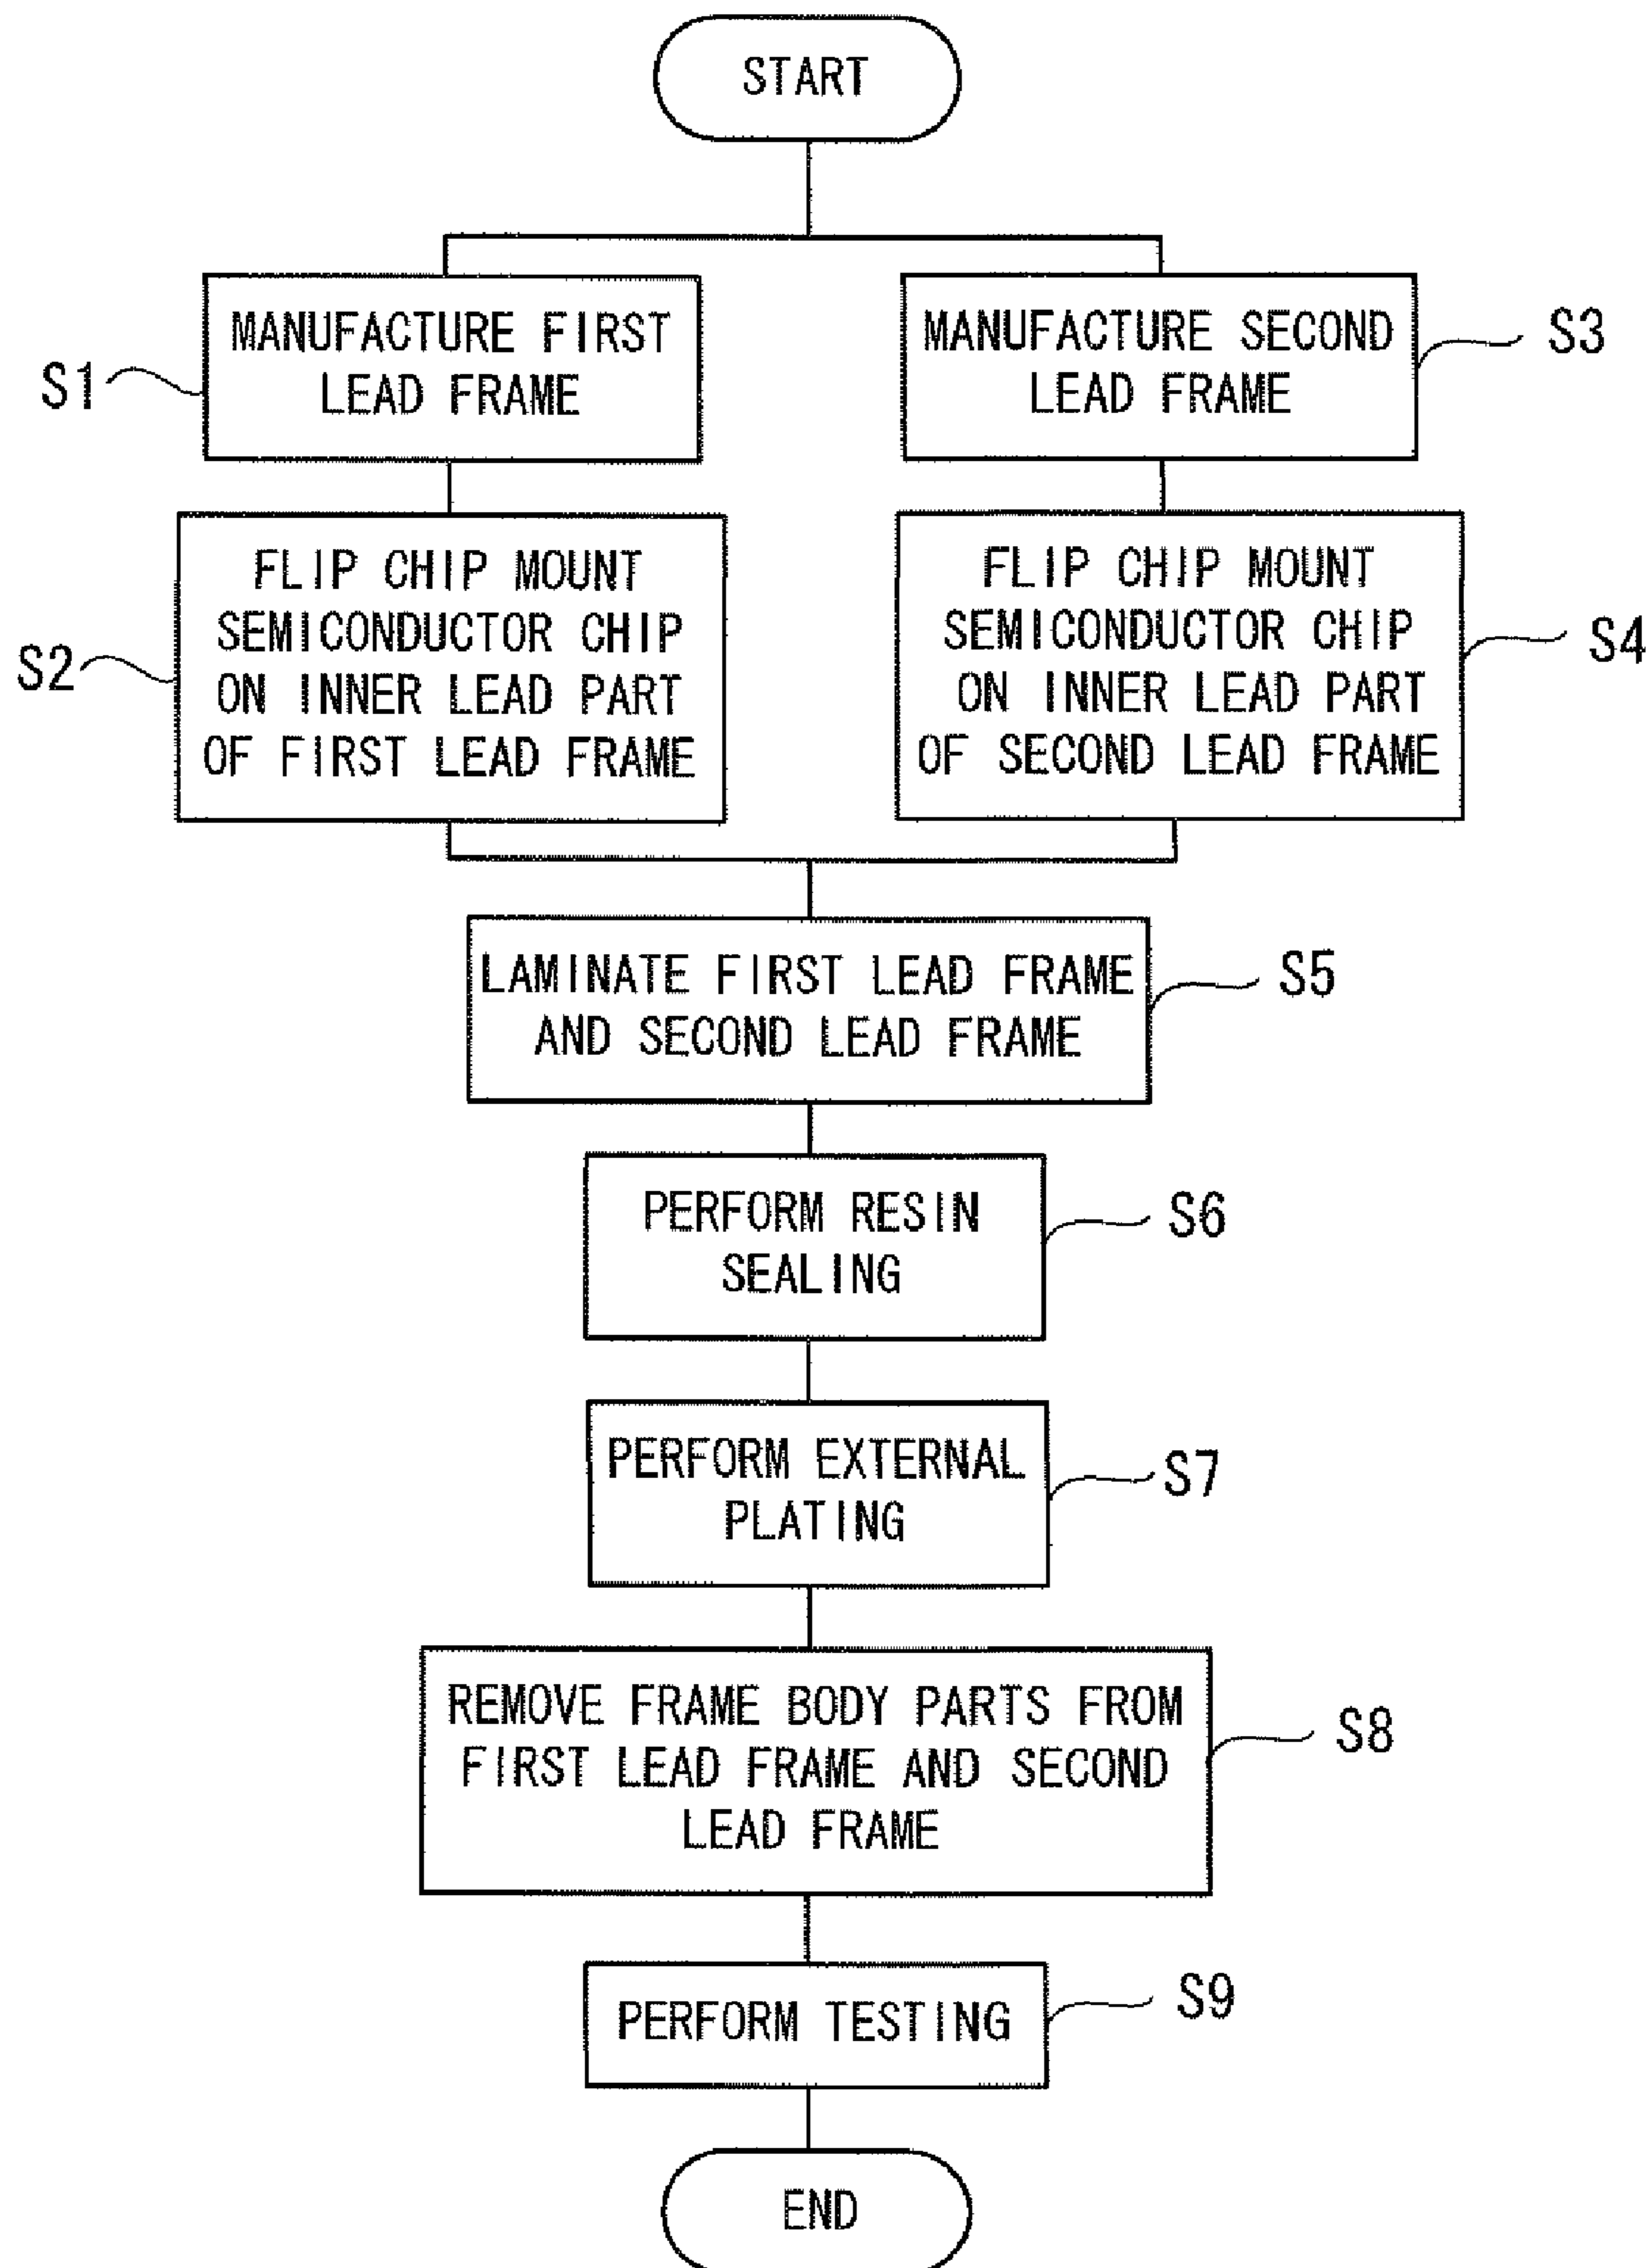 START
MANUFACTURE FIRST
LEAD FRAME
S1
MANUFACTURE SECOND
LEAD FRAME
S3
FLIP CHIP MOUNT
SEMICONDUCTOR CHIP
ON INNER LEAD PART
OF FIRST LEAD FRAME
S2
FLIP CHIP MOUNT
SEMICONDUCTOR CHIP
ON INNER LEAD PART
OF SECOND LEAD FRAME
S4
LAMINATE FIRST LEAD FRAME
AND SECOND LEAD FRAME
S5
PERFORM RESIN
SEALING
S6
PERFORM EXTERNAL
PLATING
S7
REMOVE FRAME BODY PARTS FROM
FIRST LEAD FRAME AND SECOND
LEAD FRAME
S8
PERFORM TESTING
S9
END